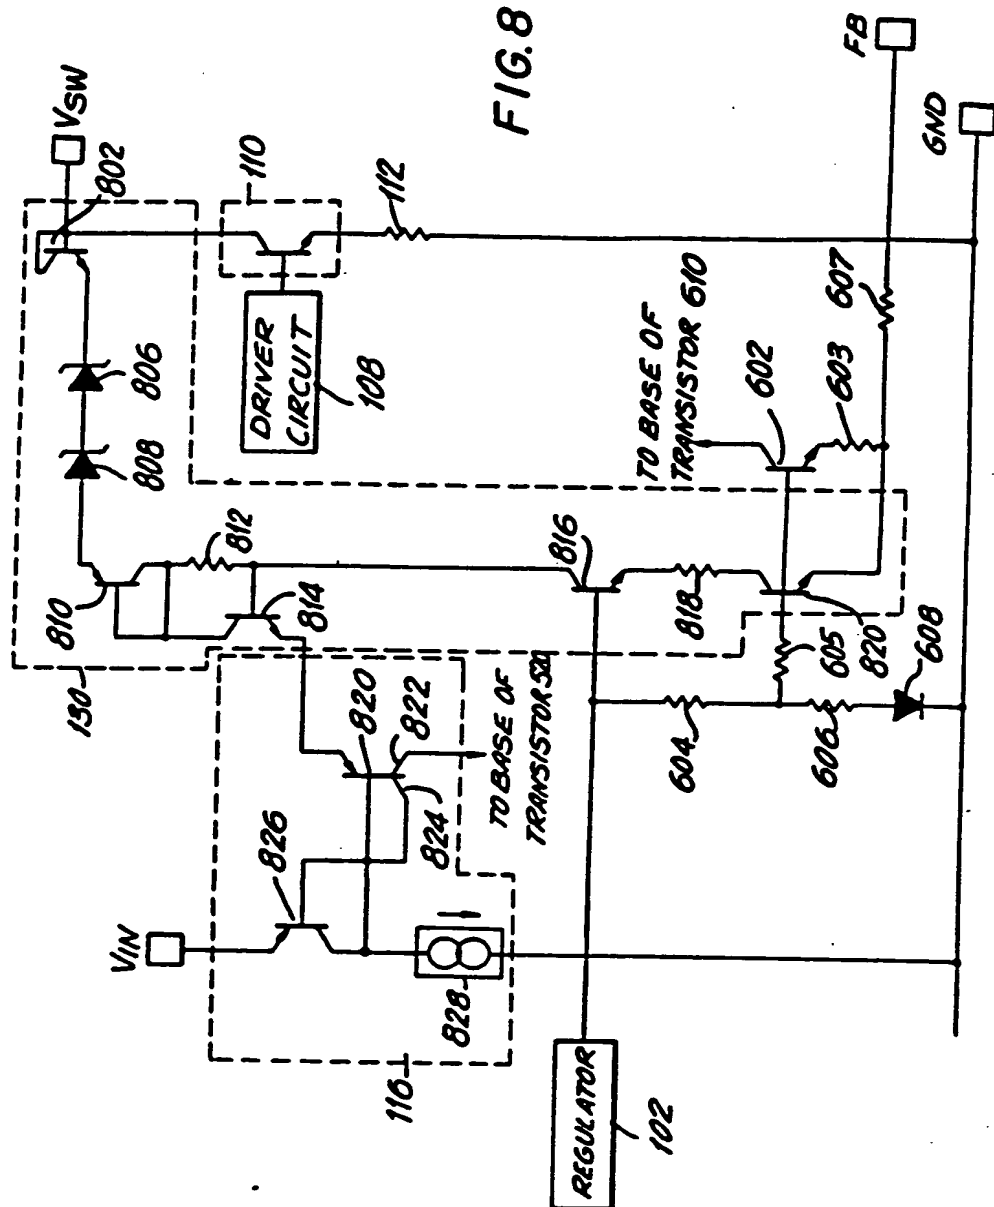 FIG. 8
VSW
802
110
112
806
808
DRIVER
CIRCUIT
108
810
812
814
130
816
818
820
TO BASE OF
TRANSISTOR 610
602
603
607
FB
GND
605
608
604
606
VIN
826
820
822
824
TO BASE OF
TRANSISTOR 520
828
116
REGULATOR
102